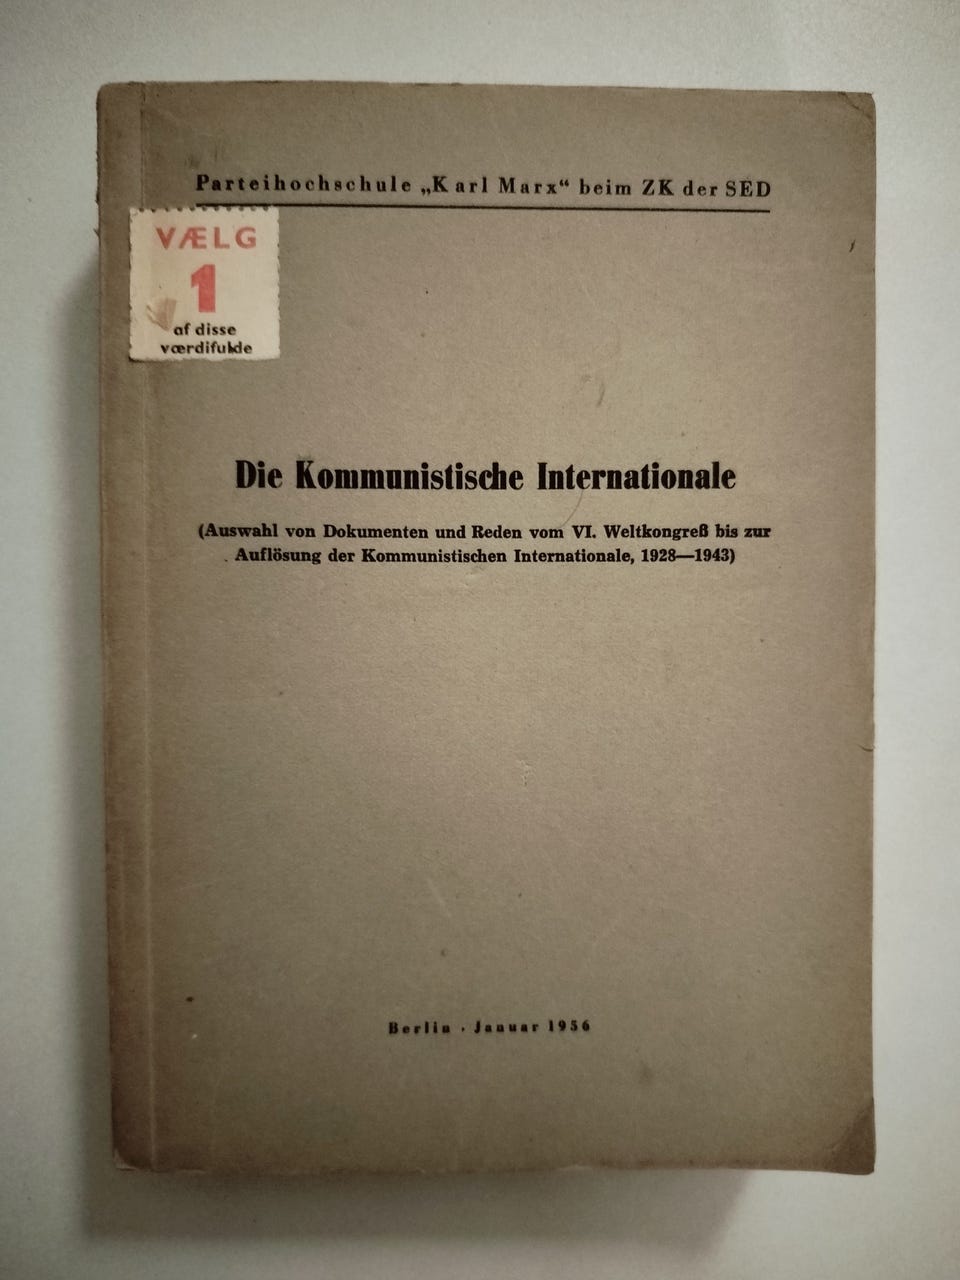 Parteihochschule „Karl Marx“ beim ZK der SED
VÆLG
1
af disse
værdifulde
Die Kommunistische Internationale
(Auswahl von Dokumenten und Reden vom VI. Weltkongreß bis zur
Auflösung der Kommunistischen Internationale, 1928—1943)
Berlin · Januar 1956